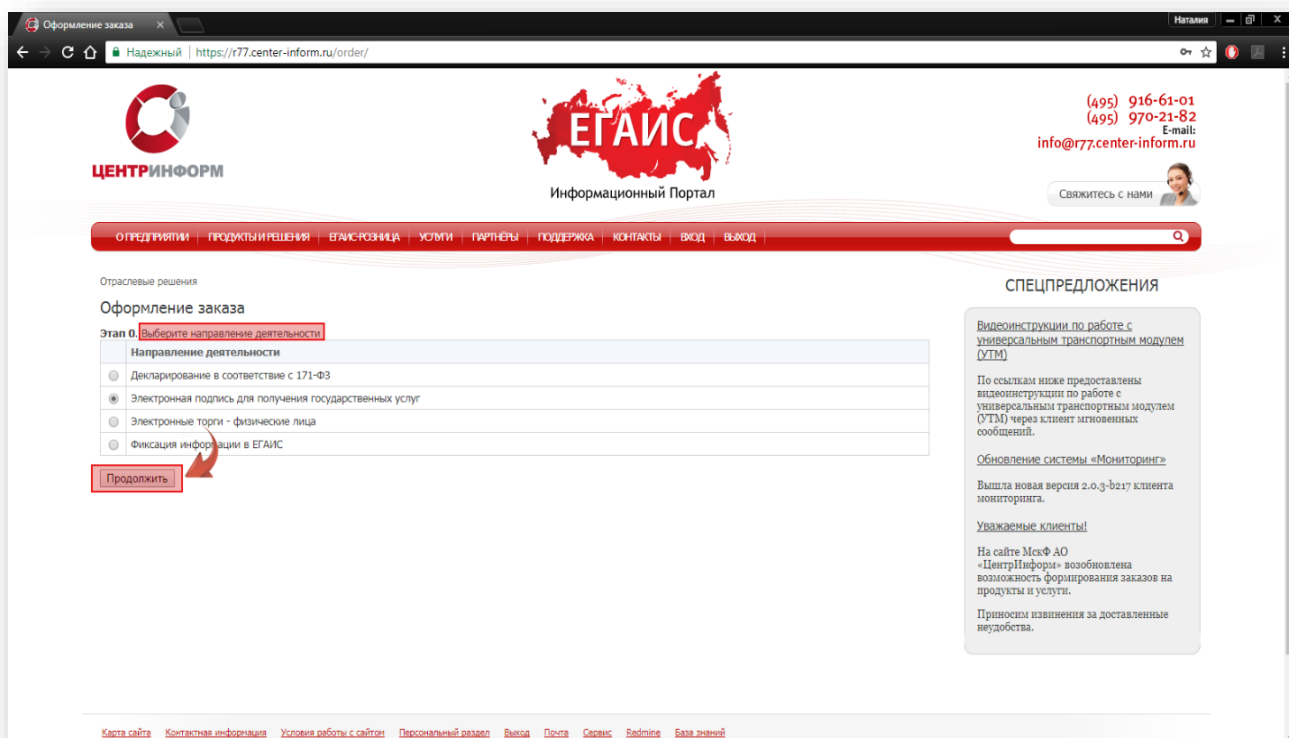 Оформление заказа
Наталия
Надежный
https://r77.center-inform.ru/order/
ЦЕНТРИНФОРМ
ЕГАИС
Информационный Портал
(495) 916-61-01
(495) 970-21-82
E-mail:
info@r77.center-inform.ru
Свяжитесь с нами
О ПРЕДПРИЯТИИ ПРОДУКТЫ И РЕШЕНИЯ ЕГАИС-РОЗНИЦА УСЛУГИ ПАРТНЁРЫ ПОДДЕРЖКА КОНТАКТЫ ВХОД ВЫХОД
Отраслевые решения
Оформление заказа
Этап 0. Выберите направление деятельности
Направление деятельности
Декларирование в соответствие с 171-ФЗ
Электронная подпись для получения государственных услуг
Электронные торги - физические лица
Фиксация информации в ЕГАИС
Продолжить
СПЕЦПРЕДЛОЖЕНИЯ
Видеоинструкции по работе с
универсальным транспортным модулем
(УТМ)
По ссылкам ниже предоставлены
видеоинструкции по работе с
универсальным транспортным модулем
(УТМ) через клиент мгновенных
сообщений.
Обновление системы «Мониторинг»
Вышла новая версия 2.0.3-b217 клиента
мониторинга.
Уважаемые клиенты!
На сайте МскФ АО
«ЦентрИнформ» возобновлена
возможность формирования заказов на
продукты и услуги.
Приносим извинения за доставленные
неудобства.
Карта сайта Контактная информация Условия работы с сайтом Персональный раздел Выход Почта Сервис Redmine База знаний